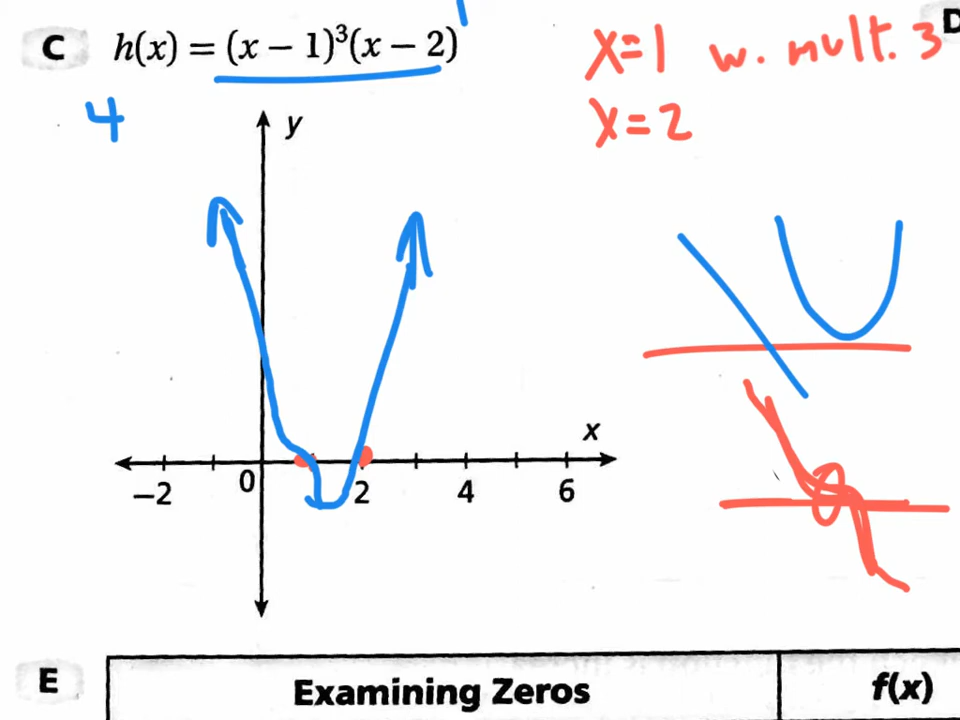 C h(x) = (x − 1)³(x − 2)
x=1 w. mult. 3
x=2
D
4
y
x
−2 0 2 4 6
E Examining Zeros f(x)